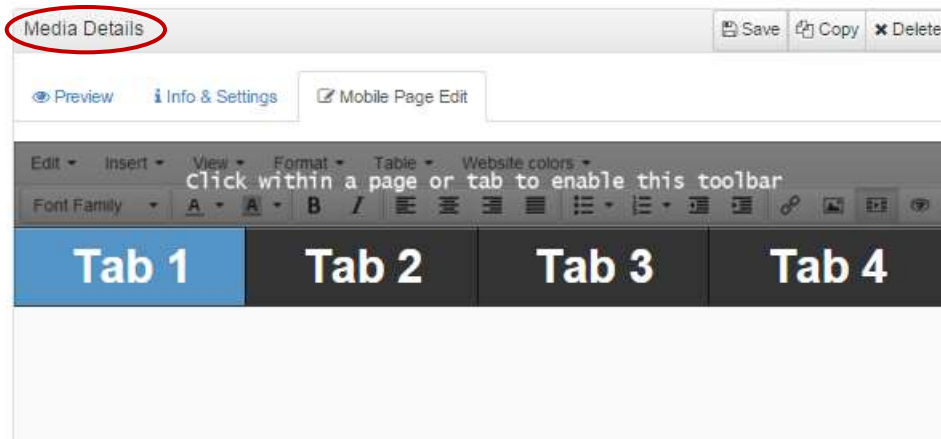 Media Details
Save Copy Delete
Preview Info & Settings Mobile Page Edit
Edit Insert View Format Table Website colors
Click within a page or tab to enable this toolbar
Font Family A A B I
Tab 1 Tab 2 Tab 3 Tab 4